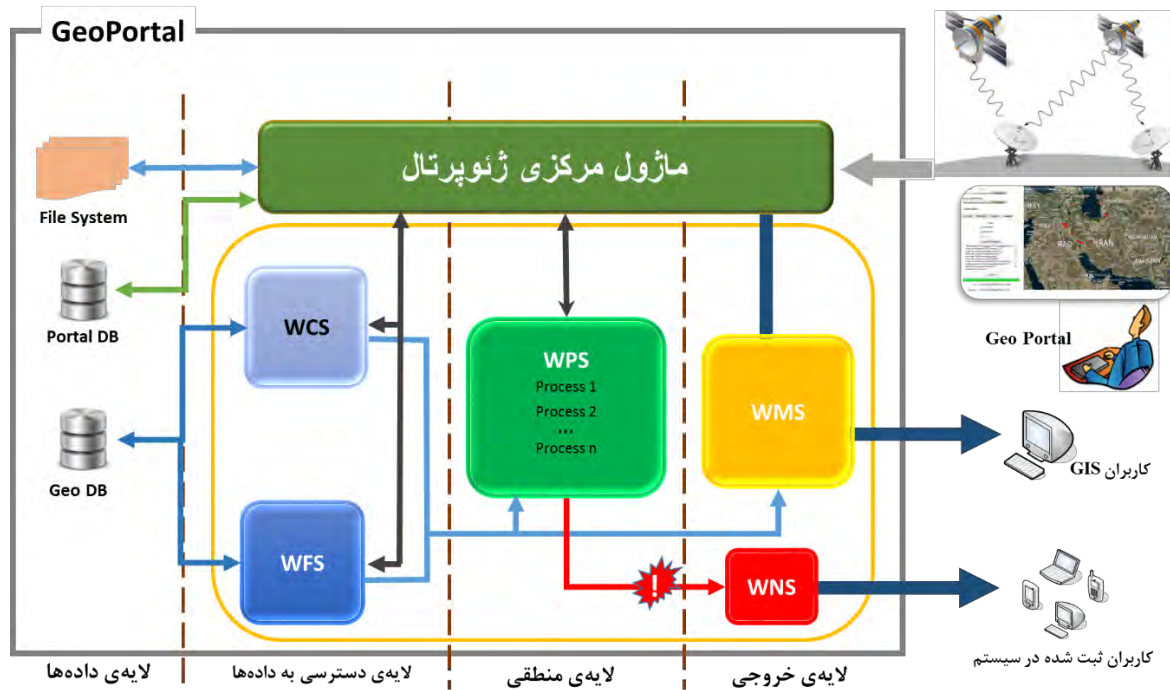 GeoPortal
ماژول مرکزی ژئوپرتال
File System
Portal DB
Geo DB
WCS
WFS
WPS
Process 1
Process 2
...
Process n
WMS
!
WNS
IRAQ
IRAN
Geo Portal
کاربران GIS
کاربران ثبت شده در سیستم
لایه‌ی داده‌ها
لایه‌ی دسترسی به داده‌ها
لایه‌ی منطقی
لایه‌ی خروجی